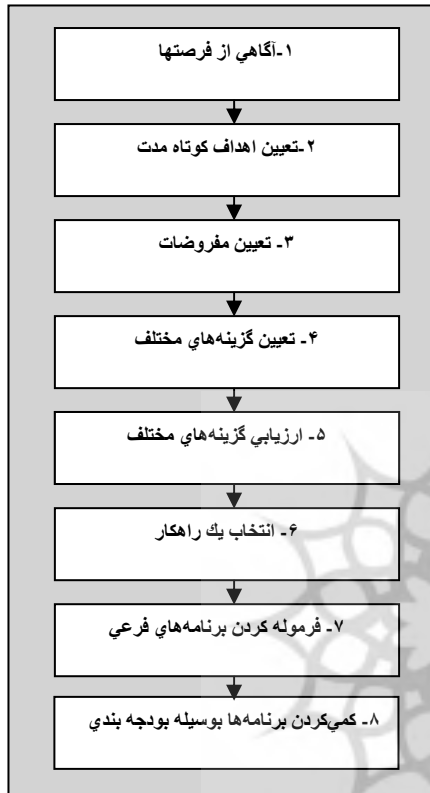 ۱-آگاهي از فرصتها
۲-تعيين اهداف كوتاه مدت
۳- تعيين مفروضات
۴- تعيين گزينه‌هاي مختلف
۵- ارزيابي گزينه‌هاي مختلف
۶- انتخاب يك راهكار
۷- فرموله كردن برنامه‌هاي فرعي
۸- كمي‌كردن برنامه‌ها بوسيله بودجه بندي